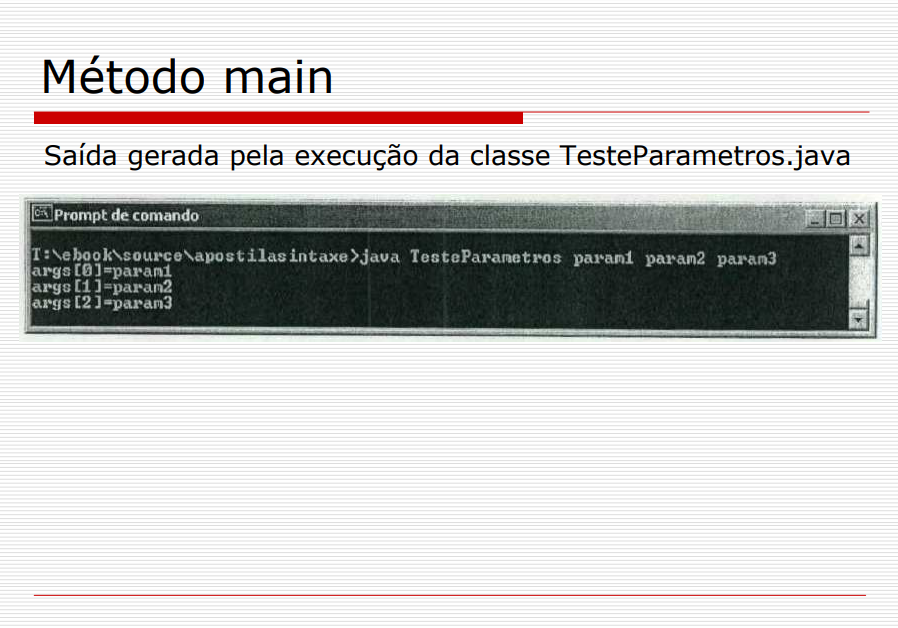 Método main
Saída gerada pela execução da classe TesteParametros.java
Prompt de comando
T:\ebook\source\apostilasintaxe>java TesteParametros param1 param2 param3
args[0]=param1
args[1]=param2
args[2]=param3